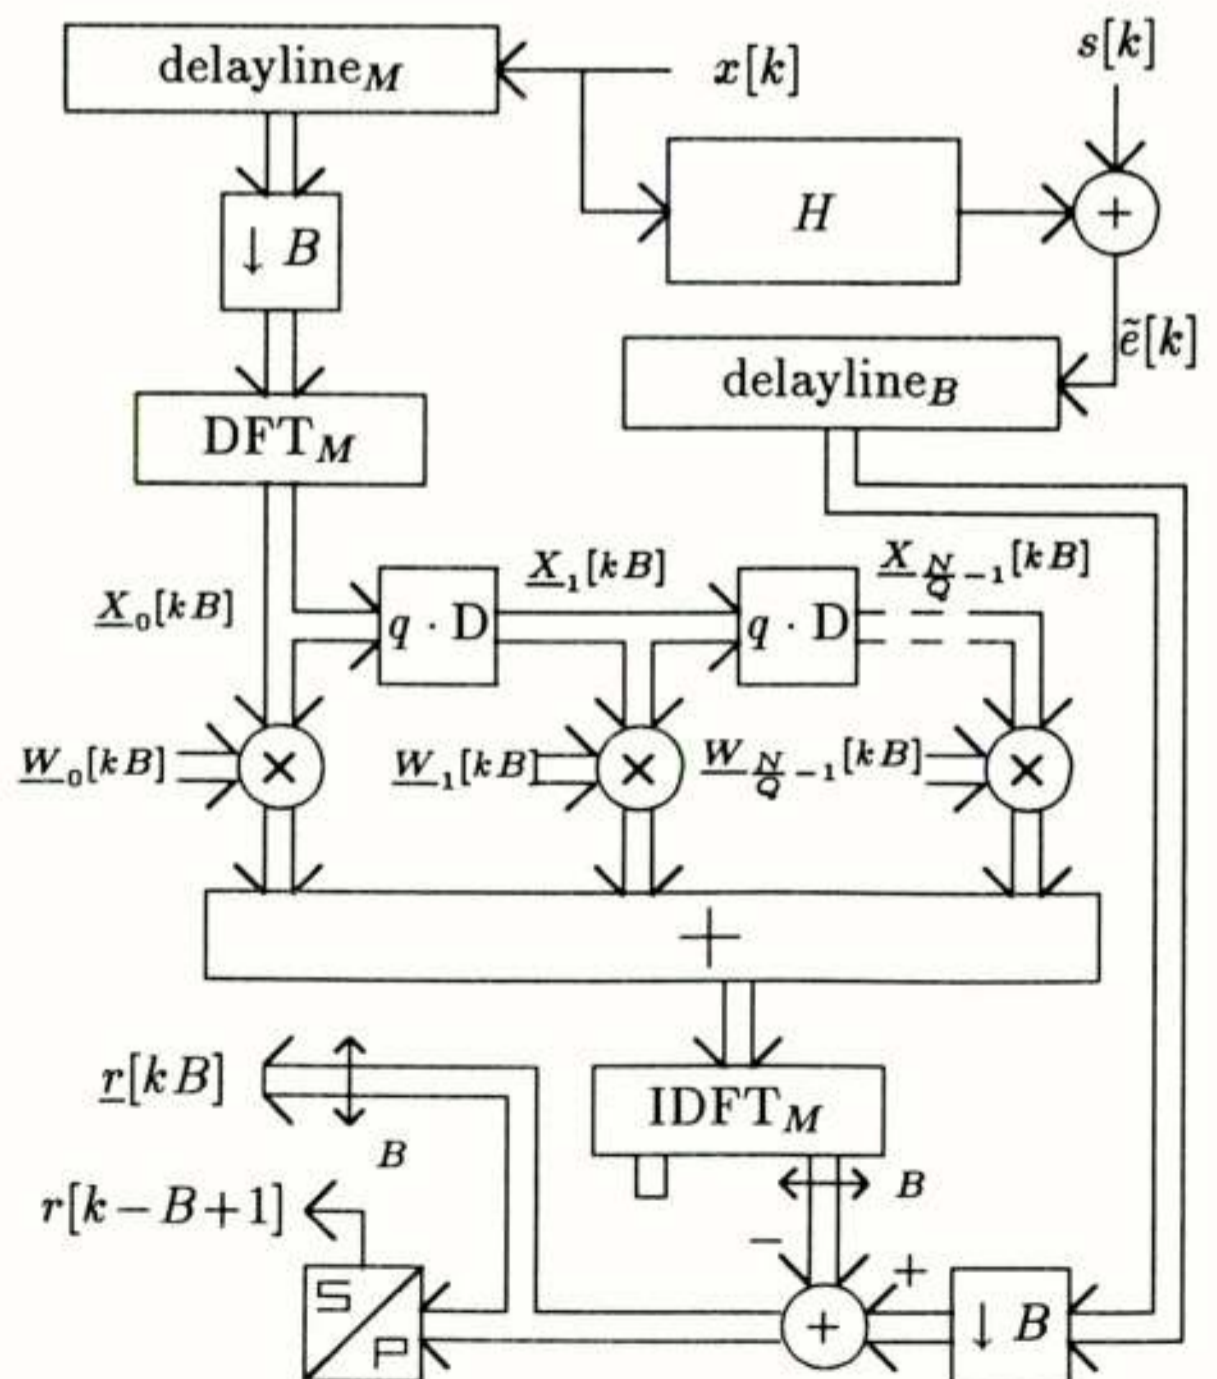 delayline_M
x[k]
s[k]
↓ B
H
+
ẽ[k]
delayline_B
DFT_M
X_0[kB]
q · D
X_1[kB]
q · D
X_{N/Q −1}[kB]
W_0[kB]
×
W_1[kB]
×
W_{N/Q −1}[kB]
×
+
r[kB]
B
IDFT_M
B
r[k−B+1]
−
+
S
P
+
↓ B